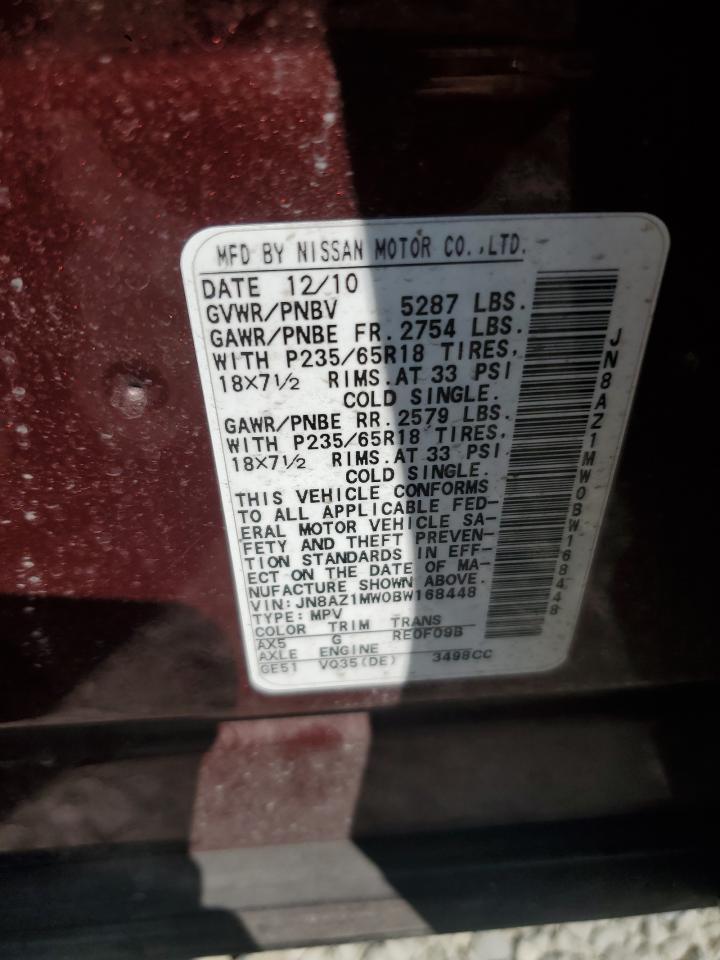 MFD BY NISSAN MOTOR CO.,LTD.
DATE 12/10
GVWR/PNBV 5287 LBS.
GAWR/PNBE FR. 2754 LBS.
WITH P235/65R18 TIRES,
18×7½ RIMS. AT 33 PSI
COLD SINGLE.
GAWR/PNBE RR. 2579 LBS.
WITH P235/65R18 TIRES,
18×7½ RIMS. AT 33 PSI
COLD SINGLE.
THIS VEHICLE CONFORMS
TO ALL APPLICABLE FED-
ERAL MOTOR VEHICLE SA-
FETY AND THEFT PREVEN-
TION STANDARDS IN EFF-
ECT ON THE DATE OF MA-
NUFACTURE SHOWN ABOVE.
VIN:JN8AZ1MW0BW168448
TYPE:MPV
COLOR TRIM TRANS
AX5 G RE0F09B
AXLE ENGINE
GE51 VQ35(DE) 3498CC
JN8AZ1MW0BW168448